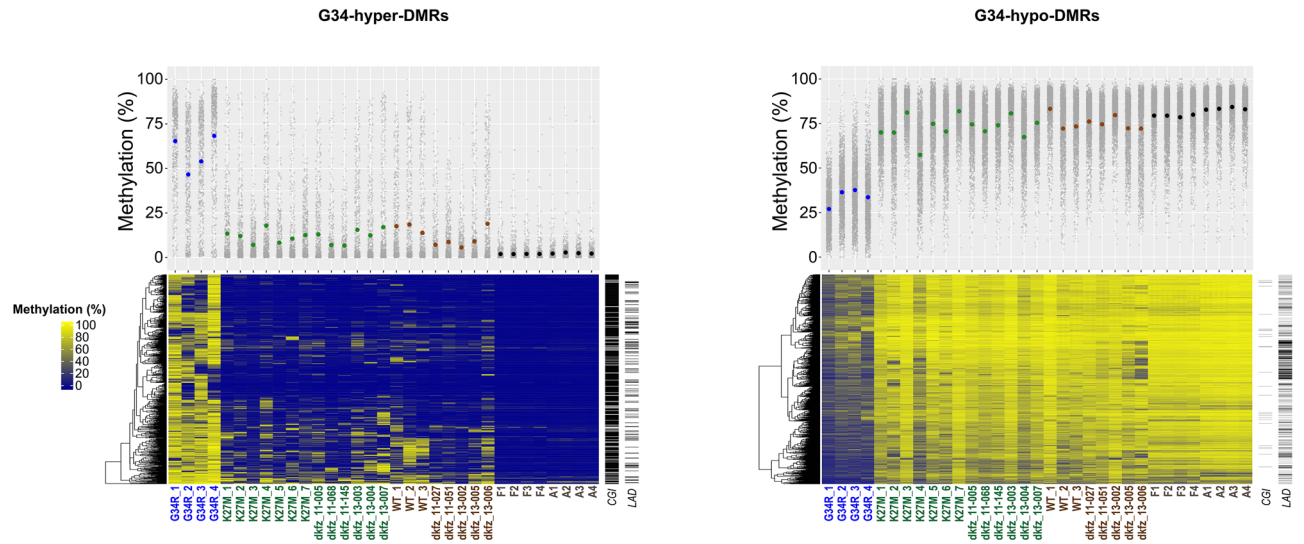 G34-hyper-DMRs
G34-hypo-DMRs
Methylation (%)
100
75
50
25
0
Methylation (%)
100
75
50
25
0
Methylation (%)
100
80
60
40
20
0
G34R_1
G34R_2
G34R_3
G34R_4
K27M_1
K27M_2
K27M_3
K27M_4
K27M_5
K27M_6
K27M_7
dkfz_11-005
dkfz_11-068
dkfz_11-145
dkfz_13-003
dkfz_13-004
dkfz_13-007
WT_1
WT_2
WT_3
dkfz_11-027
dkfz_11-051
dkfz_13-002
dkfz_13-005
dkfz_13-006
F1
F2
F3
F4
A1
A2
A3
A4
CGI
LAD
G34R_1
G34R_2
G34R_3
G34R_4
K27M_1
K27M_2
K27M_3
K27M_4
K27M_5
K27M_6
K27M_7
dkfz_11-005
dkfz_11-068
dkfz_11-145
dkfz_13-003
dkfz_13-004
dkfz_13-007
WT_1
WT_2
WT_3
dkfz_11-027
dkfz_11-051
dkfz_13-002
dkfz_13-005
dkfz_13-006
F1
F2
F3
F4
A1
A2
A3
A4
CGI
LAD